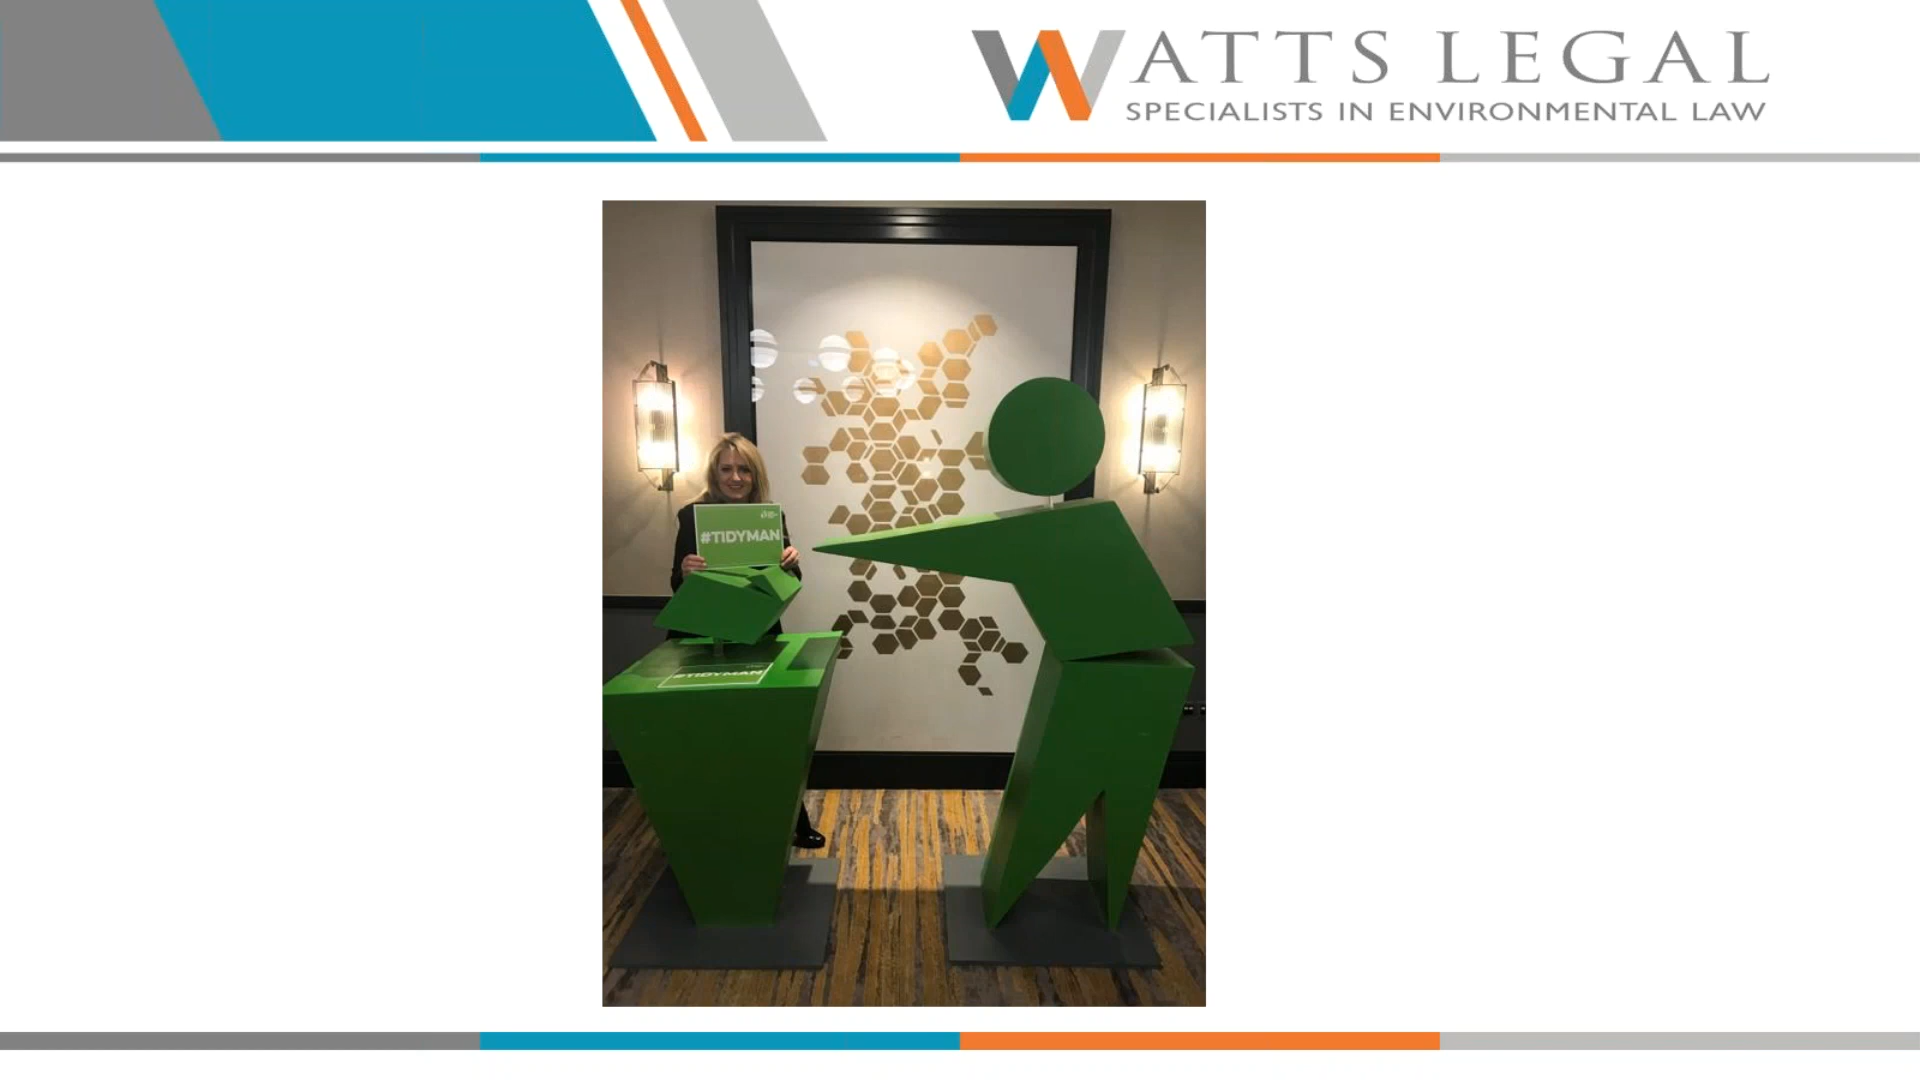 WATTS LEGAL
SPECIALISTS IN ENVIRONMENTAL LAW
#TIDYMAN
#TIDYMAN